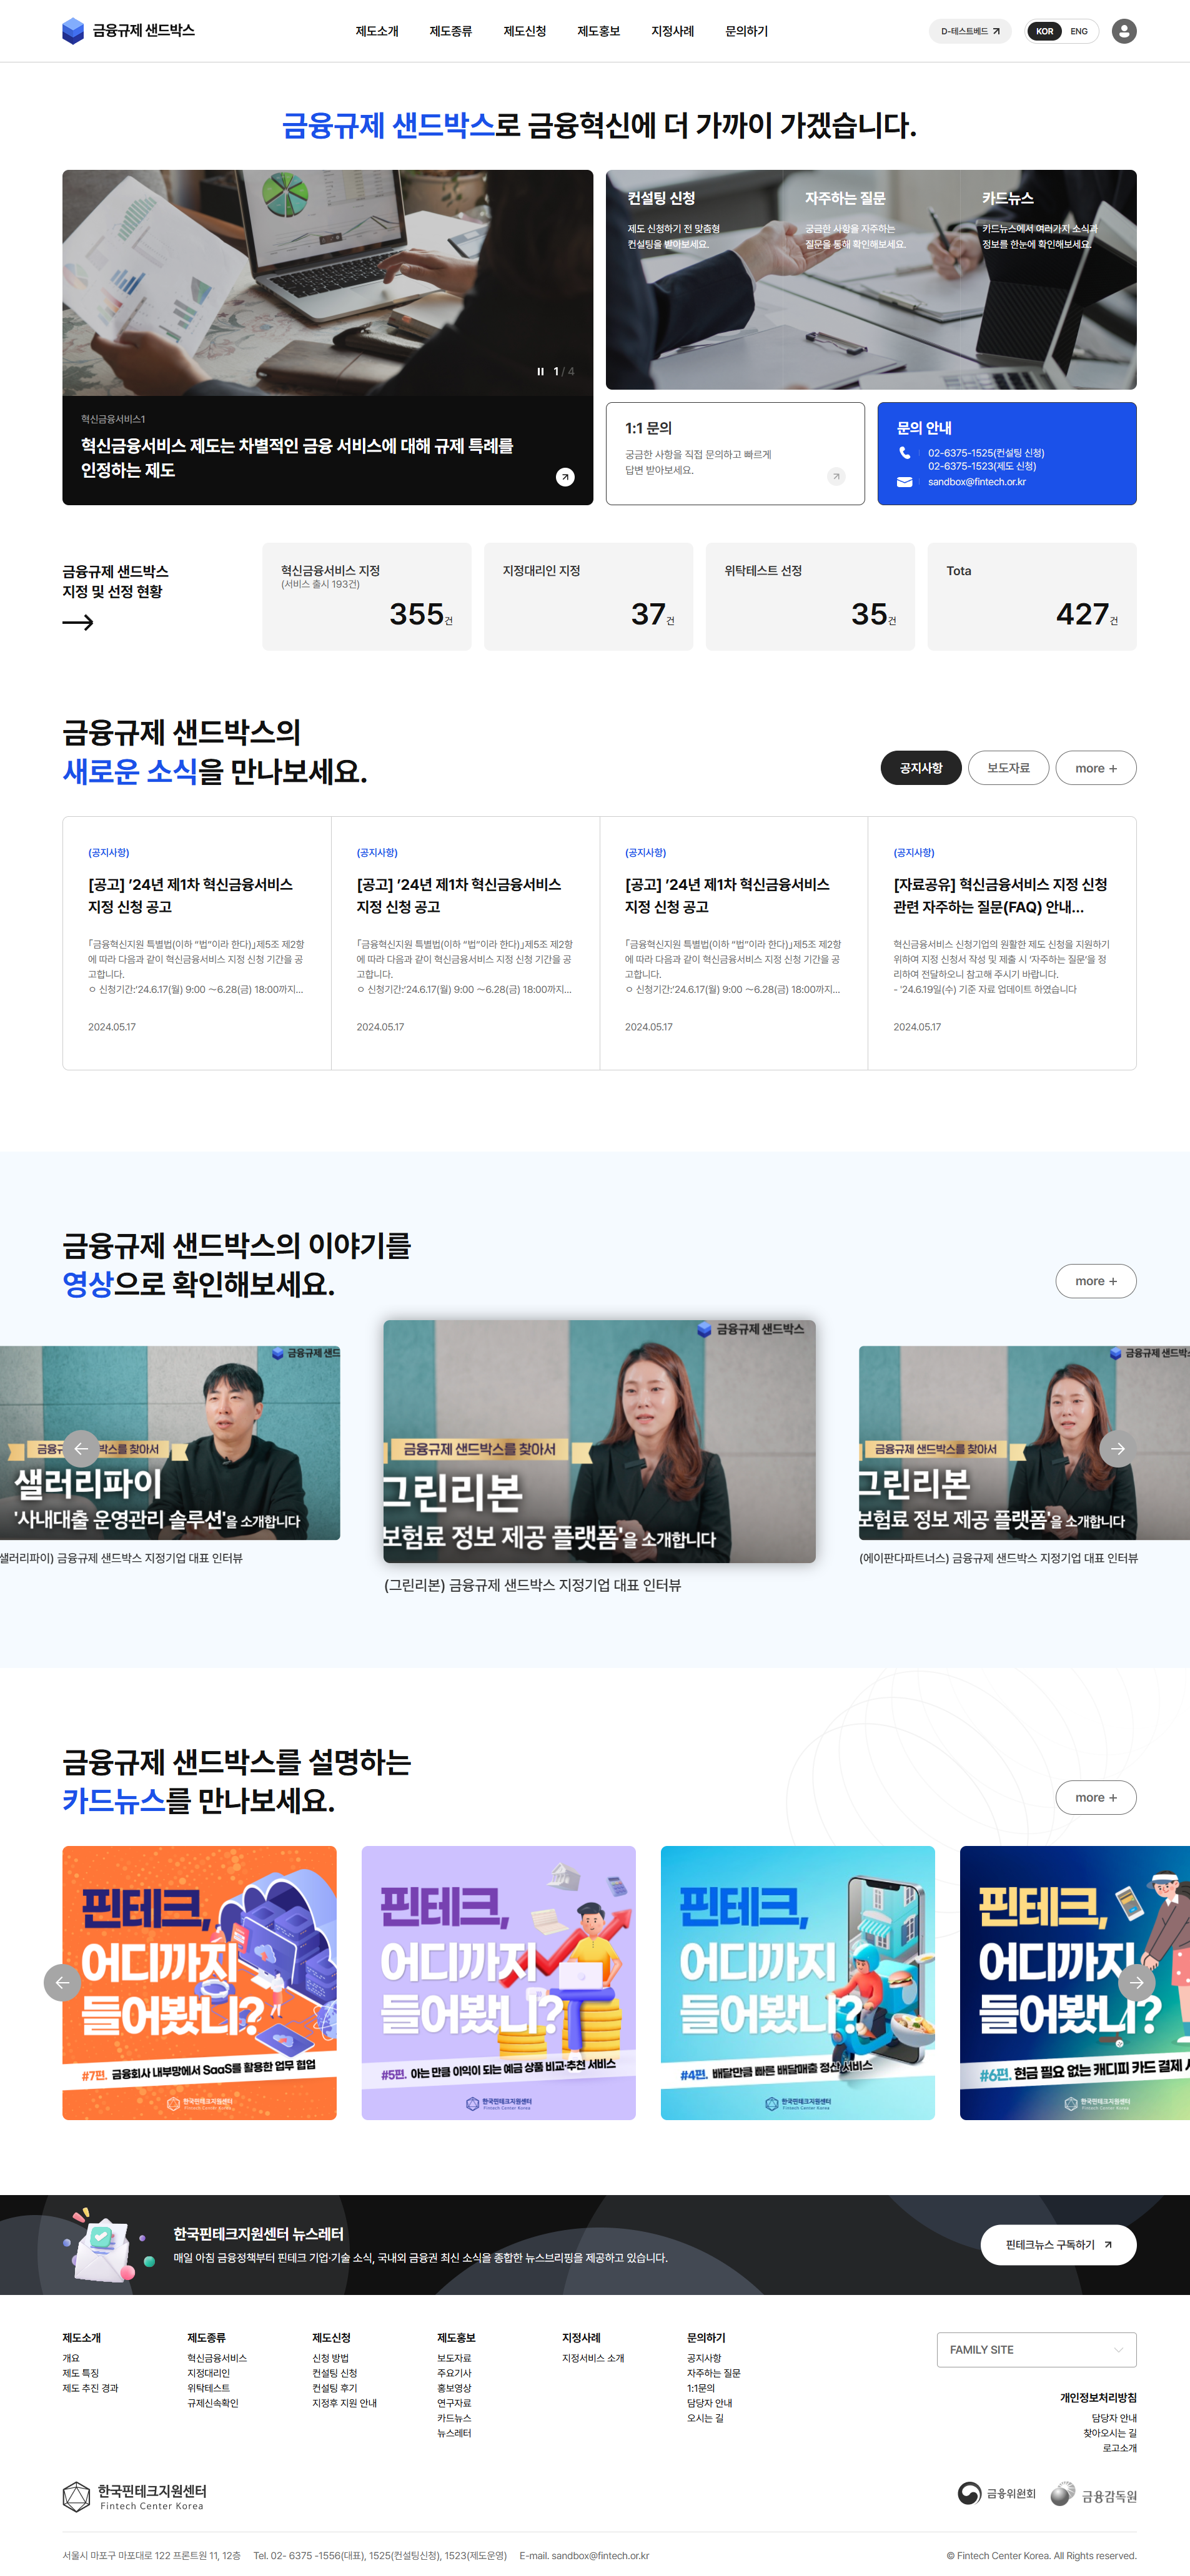 금융규제 샌드박스
제도소개
제도종류
제도신청
제도홍보
지정사례
문의하기
D-테스트베드
KOR
ENG
금융규제 샌드박스로 금융혁신에 더 가까이 가겠습니다.
1 / 4
혁신금융서비스1
혁신금융서비스 제도는 차별적인 금융 서비스에 대해 규제 특례를
인정하는 제도
컨설팅 신청
제도 신청하기 전 맞춤형
컨설팅을 받아보세요.
자주하는 질문
궁금한 사항을 자주하는
질문을 통해 확인해보세요.
카드뉴스
카드뉴스에서 여러가지 소식과
정보를 한눈에 확인해보세요.
1:1 문의
궁금한 사항을 직접 문의하고 빠르게
답변 받아보세요.
문의 안내
02-6375-1525(컨설팅 신청)
02-6375-1523(제도 신청)
sandbox@fintech.or.kr
금융규제 샌드박스
지정 및 선정 현황
혁신금융서비스 지정
(서비스 출시 193건)
355건
지정대리인 지정
37건
위탁테스트 선정
35건
Tota
427건
금융규제 샌드박스의
새로운 소식을 만나보세요.
공지사항
보도자료
more +
(공지사항)
[공고] ’24년 제1차 혁신금융서비스
지정 신청 공고
｢금융혁신지원 특별법(이하 “법”이라 한다)｣제5조 제2항
에 따라 다음과 같이 혁신금융서비스 지정 신청 기간을 공
고합니다.
ㅇ 신청기간:‘24.6.17(월) 9:00 ～6.28(금) 18:00까지...
2024.05.17
(공지사항)
[공고] ’24년 제1차 혁신금융서비스
지정 신청 공고
｢금융혁신지원 특별법(이하 “법”이라 한다)｣제5조 제2항
에 따라 다음과 같이 혁신금융서비스 지정 신청 기간을 공
고합니다.
ㅇ 신청기간:‘24.6.17(월) 9:00 ～6.28(금) 18:00까지...
2024.05.17
(공지사항)
[공고] ’24년 제1차 혁신금융서비스
지정 신청 공고
｢금융혁신지원 특별법(이하 “법”이라 한다)｣제5조 제2항
에 따라 다음과 같이 혁신금융서비스 지정 신청 기간을 공
고합니다.
ㅇ 신청기간:‘24.6.17(월) 9:00 ～6.28(금) 18:00까지...
2024.05.17
(공지사항)
[자료공유] 혁신금융서비스 지정 신청
관련 자주하는 질문(FAQ) 안내...
혁신금융서비스 신청기업의 원활한 제도 신청을 지원하기
위하여 지정 신청서 작성 및 제출 시 ‘자주하는 질문’을 정
리하여 전달하오니 참고해 주시기 바랍니다.
- '24.6.19일(수) 기준 자료 업데이트 하였습니다
2024.05.17
금융규제 샌드박스의 이야기를
영상으로 확인해보세요.
more +
금융규제 샌드
박스를 찾아서
샐러리파이
'사내대출 운영관리 솔루션'을 소개합니다
샐러리파이) 금융규제 샌드박스 지정기업 대표 인터뷰
금융규제 샌드박스
금융규제 샌드박스를 찾아서
그린리본
보험료 정보 제공 플랫폼'을 소개합니다
(그린리본) 금융규제 샌드박스 지정기업 대표 인터뷰
금융규제 샌드박
금융규제 샌드박스를 찾아서
그린리본
보험료 정보 제공 플랫폼'을 소개합니다
(에이판다파트너스) 금융규제 샌드박스 지정기업 대표 인터뷰
금융규제 샌드박스를 설명하는
카드뉴스를 만나보세요.
more +
핀테크,
어디까지
들어봤니?
#7편. 금융회사 내부망에서 SaaS를 활용한 업무 협업
한국핀테크지원센터
Fintech Center Korea
핀테크,
어디까지
들어봤니?
#5편. 아는 만큼 이익이 되는 예금 상품 비교·추천 서비스
한국핀테크지원센터
Fintech Center Korea
핀테크,
어디까지
들어봤니?
#4편. 배달만큼 빠른 배달매출 정산 서비스
한국핀테크지원센터
Fintech Center Korea
핀테크,
어디까지
들어봤니?
#6편. 현금 필요 없는 캐디피 카드 결제
한국핀테크지원센터
Fintech Center Korea
한국핀테크지원센터 뉴스레터
매일 아침 금융정책부터 핀테크 기업·기술 소식, 국내외 금융권 최신 소식을 종합한 뉴스브리핑을 제공하고 있습니다.
핀테크뉴스 구독하기
제도소개
개요
제도 특징
제도 추진 경과
제도종류
혁신금융서비스
지정대리인
위탁테스트
규제신속확인
제도신청
신청 방법
컨설팅 신청
컨설팅 후기
지정후 지원 안내
제도홍보
보도자료
주요기사
홍보영상
연구자료
카드뉴스
뉴스레터
지정사례
지정서비스 소개
문의하기
공지사항
자주하는 질문
1:1문의
담당자 안내
오시는 길
FAMILY SITE
개인정보처리방침
담당자 안내
찾아오시는 길
로고소개
한국핀테크지원센터
Fintech Center Korea
금융위원회
금융감독원
서울시 마포구 마포대로 122 프론트원 11, 12층
Tel. 02- 6375 -1556(대표), 1525(컨설팅신청), 1523(제도운영)
E-mail. sandbox@fintech.or.kr
© Fintech Center Korea. All Rights reserved.